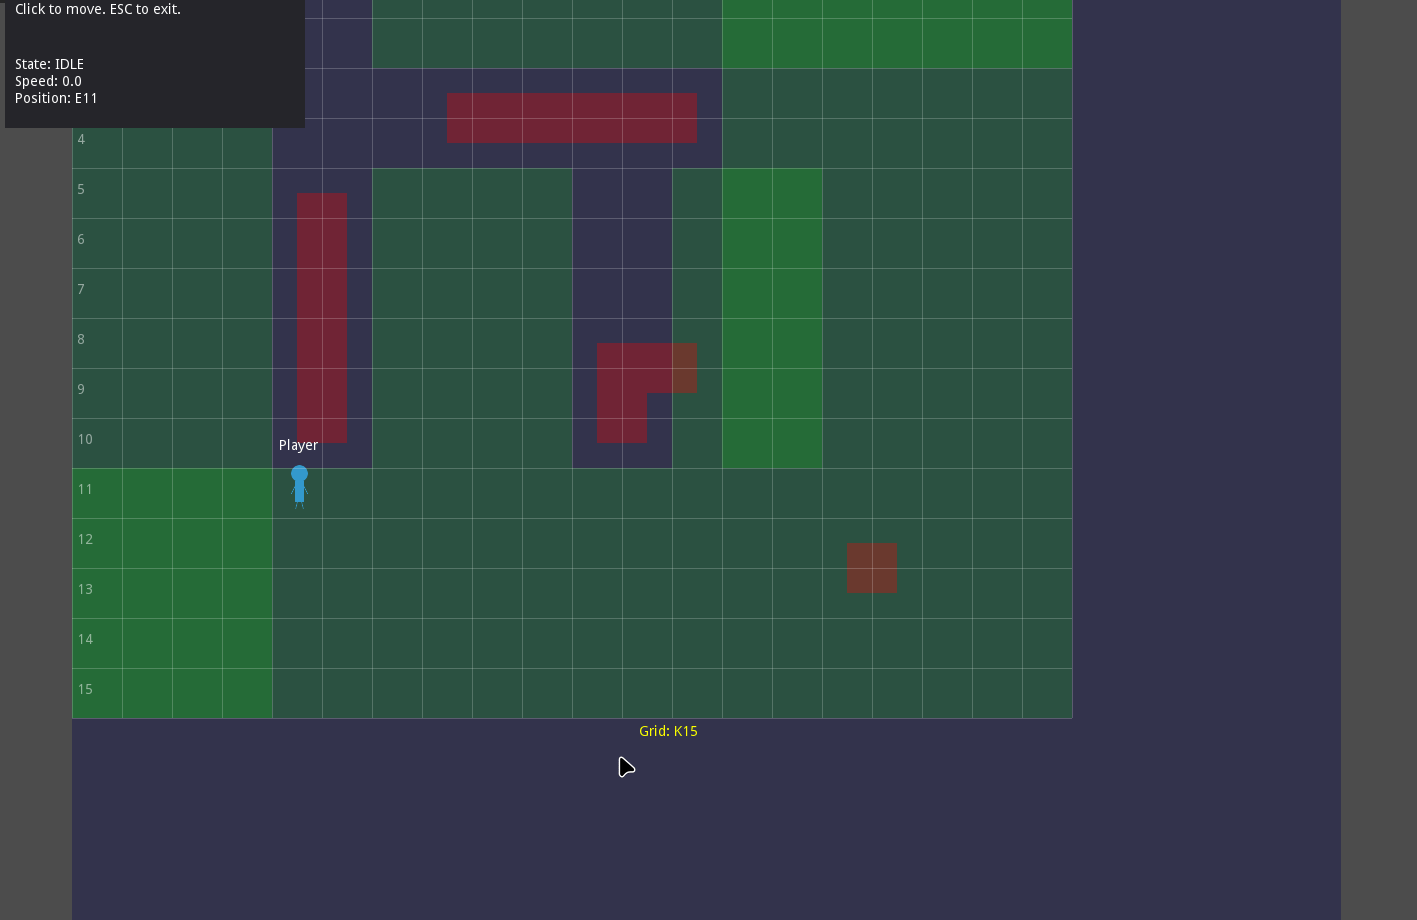 Click to move. ESC to exit.
State: IDLE
Speed: 0.0
Position: E11
4
5
6
7
8
9
10
Player
11
12
13
14
15
Grid: K15